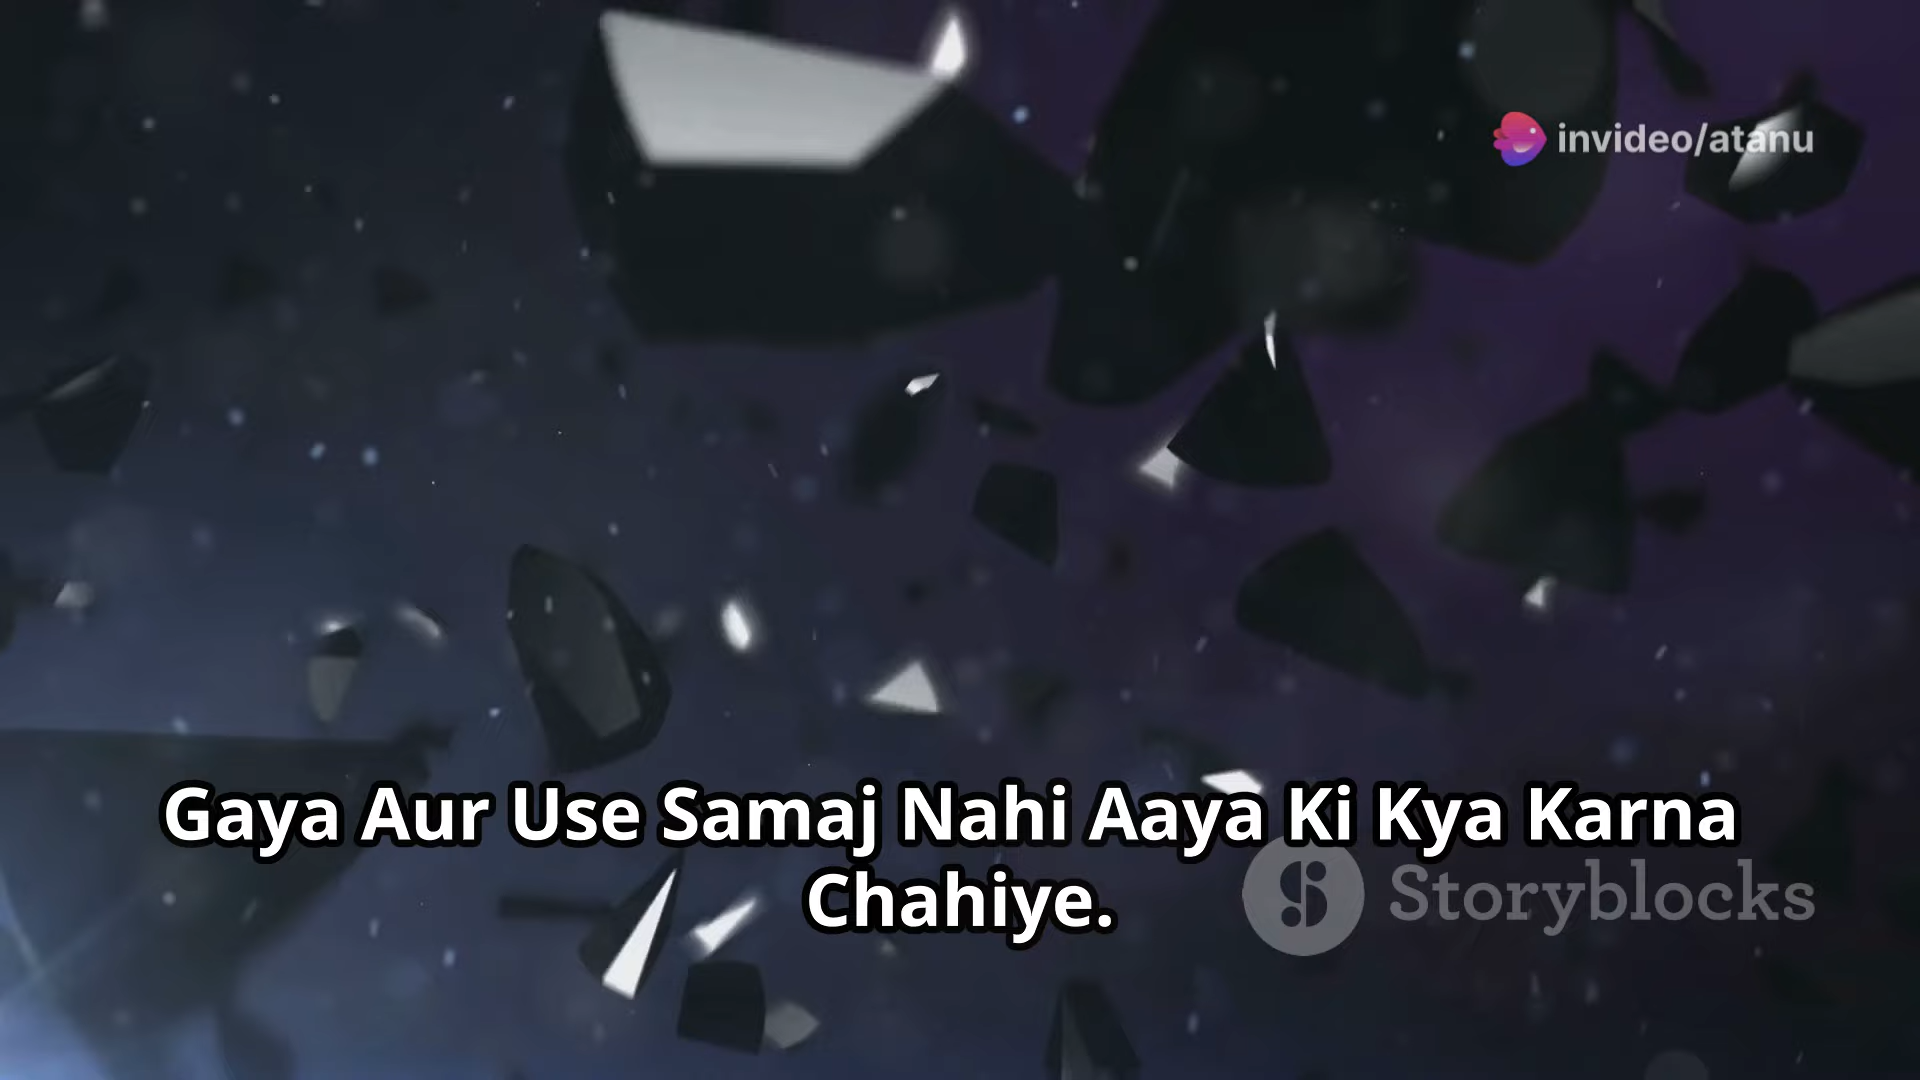 invideo/atanu
Gaya Aur Use Samaj Nahi Aaya Ki Kya Karna
Chahiye.
Storyblocks